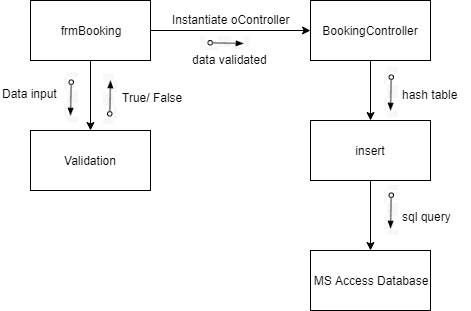 frmBooking
Instantiate oController
data validated
BookingController
Data input
True/ False
hash table
Validation
insert
sql query
MS Access Database